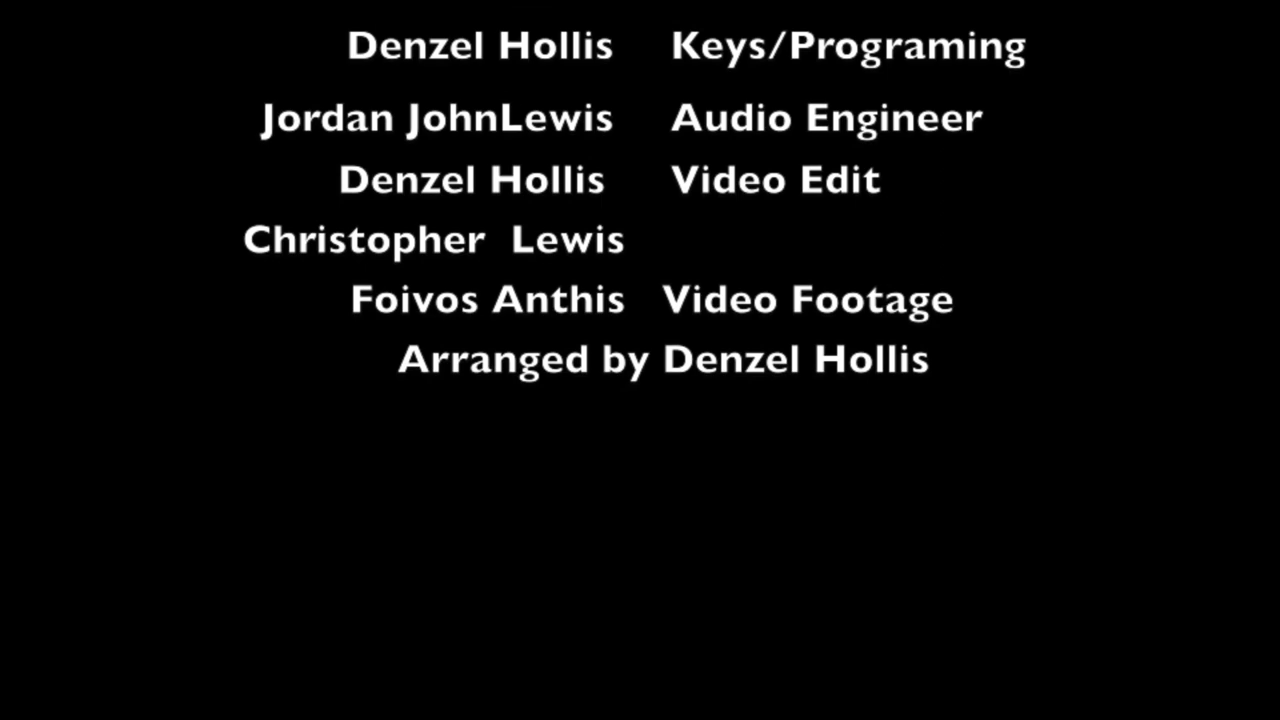 Denzel Hollis Keys/Programing
Jordan JohnLewis Audio Engineer
Denzel Hollis Video Edit
Christopher Lewis
Foivos Anthis Video Footage
Arranged by Denzel Hollis